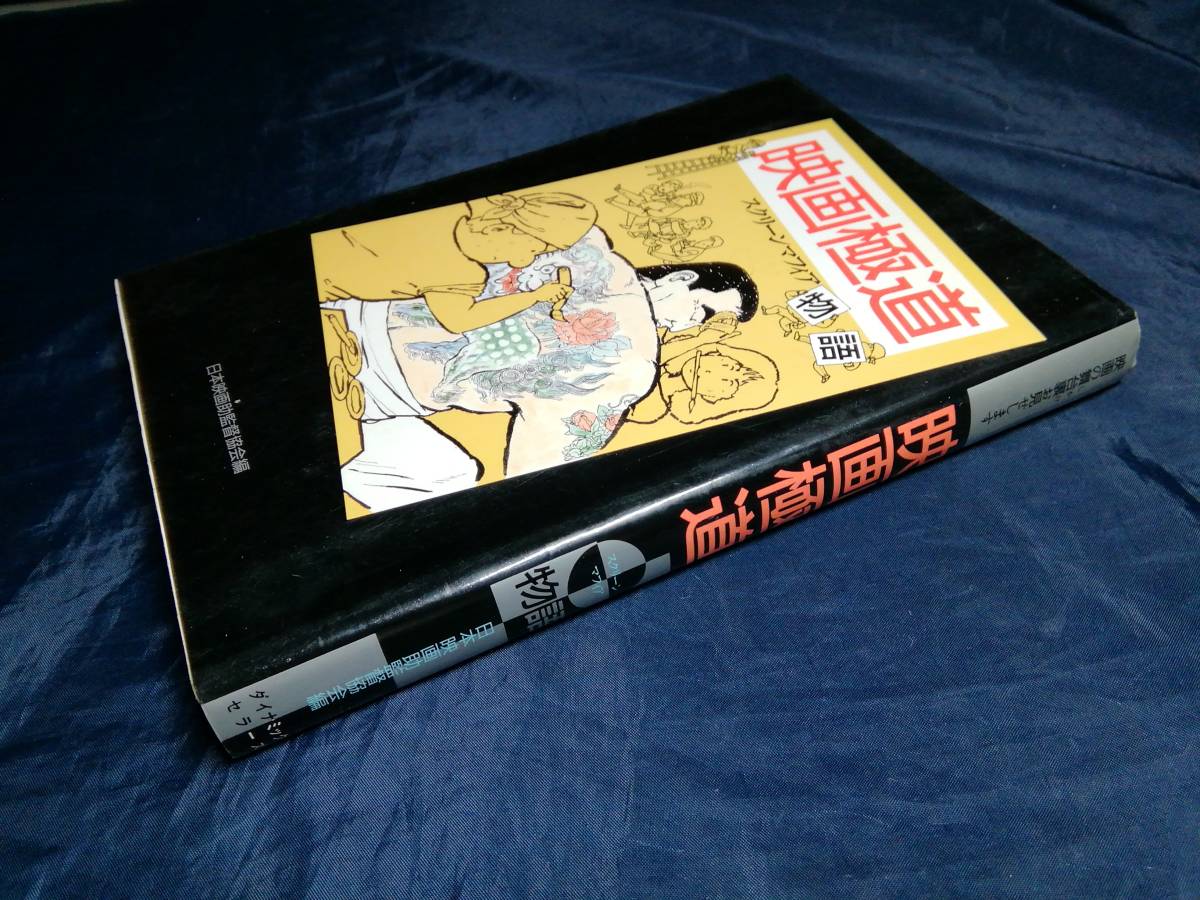 映画極道
スクリーンマフィア
物語
日本映画助監督協会編
映画の舞台裏お見せします
映画極道
スクリーン
マフィア
物語
日本映画助監督協会編
ダイナミック
セラーズ